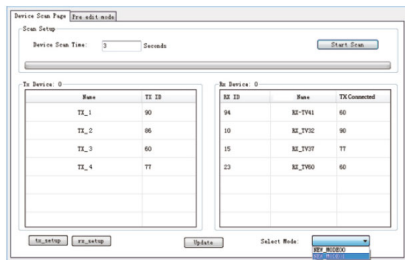 Device Scan Page Pre edit mode
Scan Setup
Device Scan Time: 3 Seconds Start Scan
Tx Device: 0 Rx Device: 0
Name TX ID RX ID Name TX Connected
TX_1 90 94 RX-TV41 60
TX_2 86 10 RX_TV32 90
TX_3 60 15 RX_TV37 77
TX_4 77 23 RX_TV60 60
tx_setup rx_setup Update Select Mode: